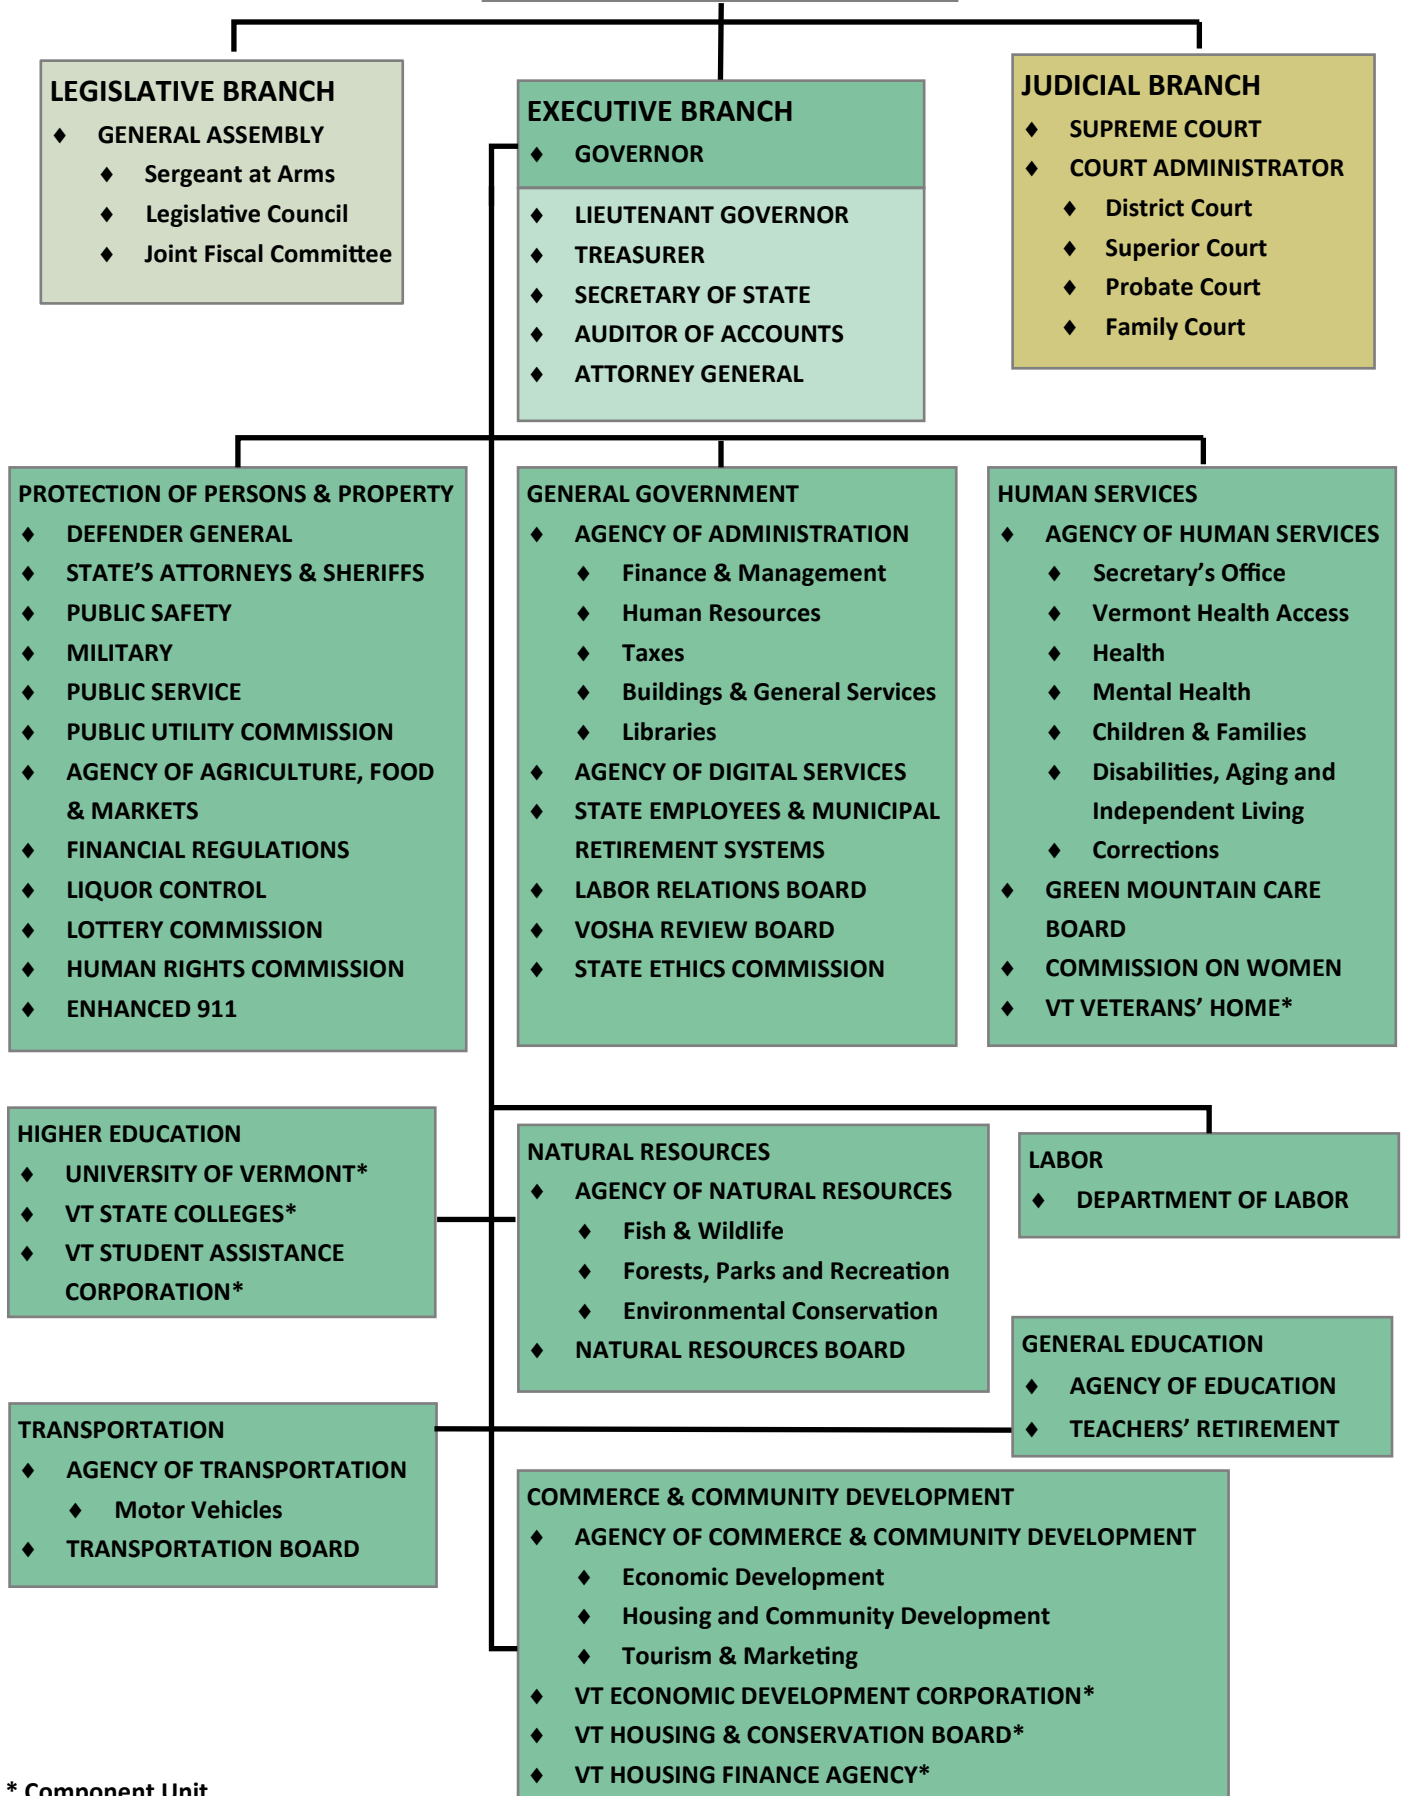 LEGISLATIVE BRANCH
♦ GENERAL ASSEMBLY
♦ Sergeant at Arms
♦ Legislative Council
♦ Joint Fiscal Committee
EXECUTIVE BRANCH
♦ GOVERNOR
♦ LIEUTENANT GOVERNOR
♦ TREASURER
♦ SECRETARY OF STATE
♦ AUDITOR OF ACCOUNTS
♦ ATTORNEY GENERAL
JUDICIAL BRANCH
♦ SUPREME COURT
♦ COURT ADMINISTRATOR
♦ District Court
♦ Superior Court
♦ Probate Court
♦ Family Court
PROTECTION OF PERSONS & PROPERTY
♦ DEFENDER GENERAL
♦ STATE’S ATTORNEYS & SHERIFFS
♦ PUBLIC SAFETY
♦ MILITARY
♦ PUBLIC SERVICE
♦ PUBLIC UTILITY COMMISSION
♦ AGENCY OF AGRICULTURE, FOOD
& MARKETS
♦ FINANCIAL REGULATIONS
♦ LIQUOR CONTROL
♦ LOTTERY COMMISSION
♦ HUMAN RIGHTS COMMISSION
♦ ENHANCED 911
GENERAL GOVERNMENT
♦ AGENCY OF ADMINISTRATION
♦ Finance & Management
♦ Human Resources
♦ Taxes
♦ Buildings & General Services
♦ Libraries
♦ AGENCY OF DIGITAL SERVICES
♦ STATE EMPLOYEES & MUNICIPAL
RETIREMENT SYSTEMS
♦ LABOR RELATIONS BOARD
♦ VOSHA REVIEW BOARD
♦ STATE ETHICS COMMISSION
HUMAN SERVICES
♦ AGENCY OF HUMAN SERVICES
♦ Secretary’s Office
♦ Vermont Health Access
♦ Health
♦ Mental Health
♦ Children & Families
♦ Disabilities, Aging and
Independent Living
♦ Corrections
♦ GREEN MOUNTAIN CARE
BOARD
♦ COMMISSION ON WOMEN
♦ VT VETERANS’ HOME*
HIGHER EDUCATION
♦ UNIVERSITY OF VERMONT*
♦ VT STATE COLLEGES*
♦ VT STUDENT ASSISTANCE
CORPORATION*
NATURAL RESOURCES
♦ AGENCY OF NATURAL RESOURCES
♦ Fish & Wildlife
♦ Forests, Parks and Recreation
♦ Environmental Conservation
♦ NATURAL RESOURCES BOARD
LABOR
♦ DEPARTMENT OF LABOR
GENERAL EDUCATION
♦ AGENCY OF EDUCATION
♦ TEACHERS’ RETIREMENT
TRANSPORTATION
♦ AGENCY OF TRANSPORTATION
♦ Motor Vehicles
♦ TRANSPORTATION BOARD
COMMERCE & COMMUNITY DEVELOPMENT
♦ AGENCY OF COMMERCE & COMMUNITY DEVELOPMENT
♦ Economic Development
♦ Housing and Community Development
♦ Tourism & Marketing
♦ VT ECONOMIC DEVELOPMENT CORPORATION*
♦ VT HOUSING & CONSERVATION BOARD*
♦ VT HOUSING FINANCE AGENCY*
* Component Unit